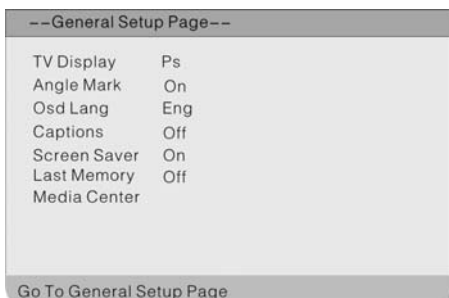 --General Setup Page--
TV Display Ps
Angle Mark On
Osd Lang Eng
Captions Off
Screen Saver On
Last Memory Off
Media Center
Go To General Setup Page